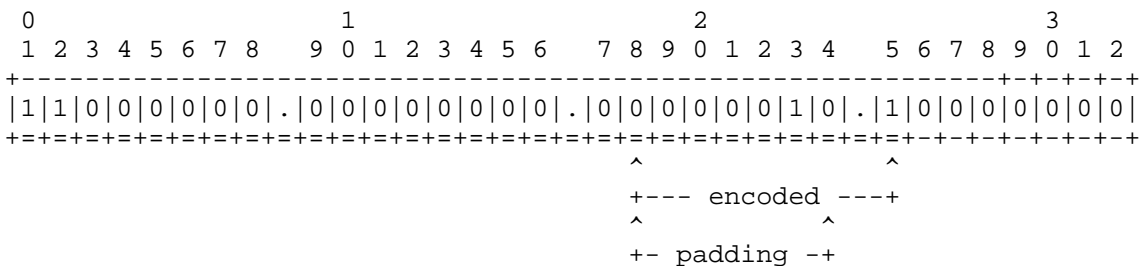 0                   1                     2                     3
1 2 3 4 5 6 7 8   9 0 1 2 3 4 5 6   7 8 9 0 1 2 3 4   5 6 7 8 9 0 1 2
+-------------------------------------------------------------+-+-+-+-+
|1|1|0|0|0|0|0|0|.|0|0|0|0|0|0|0|0|.|0|0|0|0|0|0|1|0|.|1|0|0|0|0|0|0|0|
+=+=+=+=+=+=+=+=+=+=+=+=+=+=+=+=+=+=+=+=+=+=+=+=+=+=+=+=+-+-+-+-+-+-+-+
^               ^
+--- encoded ---+
^           ^
+- padding -+